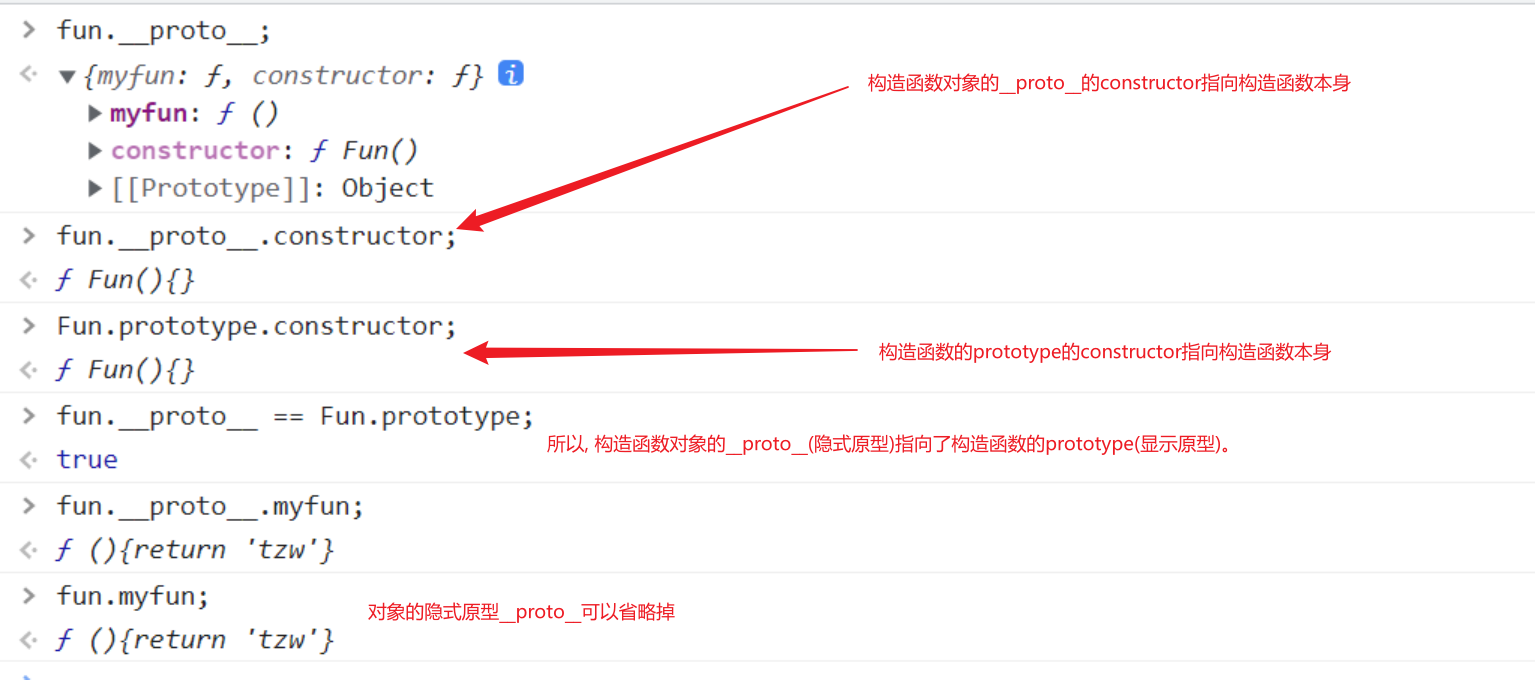 > fun.__proto__;
▼{myfun: ƒ, constructor: ƒ} i
▶myfun: ƒ ()
▶constructor: ƒ Fun()
▶[[Prototype]]: Object
构造函数对象的__proto__的constructor指向构造函数本身
> fun.__proto__.constructor;
ƒ Fun(){}
> Fun.prototype.constructor;
构造函数的prototype的constructor指向构造函数本身
ƒ Fun(){}
> fun.__proto__ == Fun.prototype;
所以, 构造函数对象的__proto__(隐式原型)指向了构造函数的prototype(显示原型)。
true
> fun.__proto__.myfun;
ƒ (){return 'tzw'}
> fun.myfun;
对象的隐式原型__proto__可以省略掉
ƒ (){return 'tzw'}